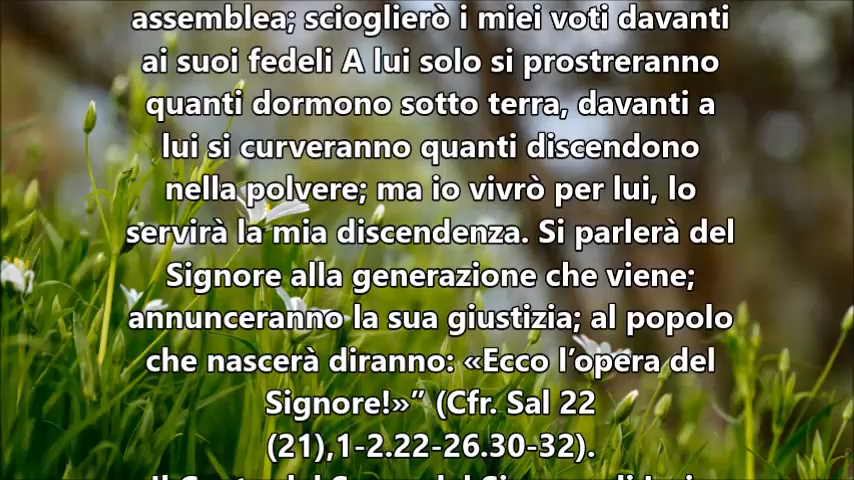 assemblea; scioglierò i miei voti davanti
ai suoi fedeli A lui solo si prostreranno
quanti dormono sotto terra, davanti a
lui si curveranno quanti discendono
nella polvere; ma io vivrò per lui, lo
servirà la mia discendenza. Si parlerà del
Signore alla generazione che viene;
annunceranno la sua giustizia; al popolo
che nascerà diranno: «Ecco l’opera del
Signore!»” (Cfr. Sal 22
(21),1-2.22-26.30-32).